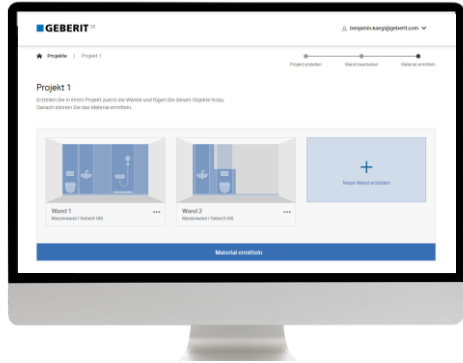 GEBERIT
benjamin.kangi@geberit.com
Projekte > Projekt 1
Projekt erstellen Wand bearbeiten Material ermitteln
Projekt 1
Erstellen Sie in Ihrem Projekt zuerst die Wände und fügen Sie diesen Objekte hinzu.
Danach können Sie das Material ermitteln.
Neue Wand erstellen
Wand 1
Massivwand / Geberit GIS
Wand 2
Massivwand / Geberit GIS
Material ermitteln